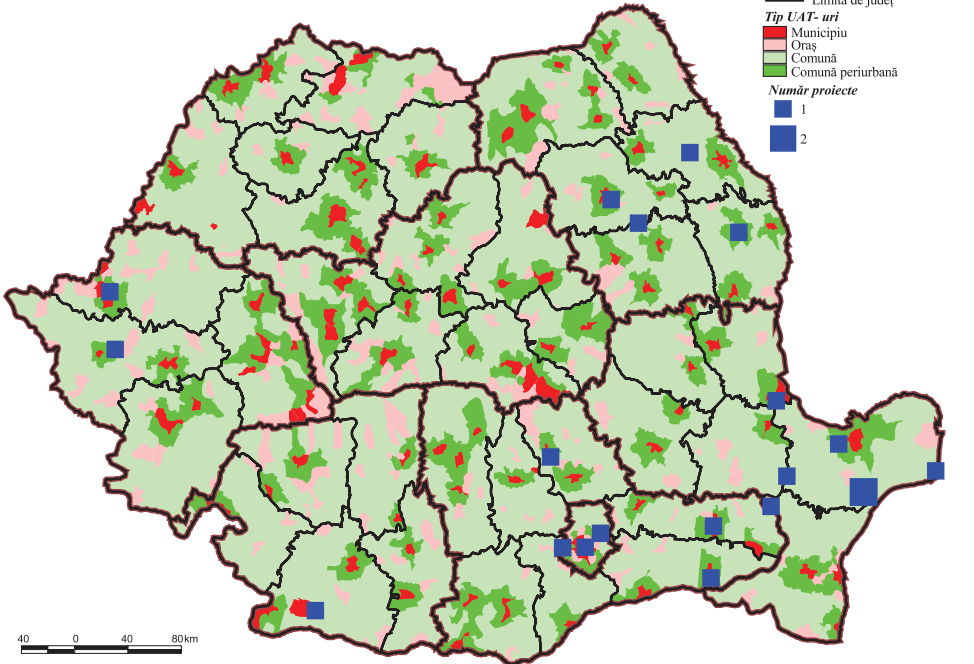 Limita de județ
Tip UAT- uri
Municipiu
Oraș
Comună
Comună periurbană
Număr proiecte
1
2
40 0 40 80 km